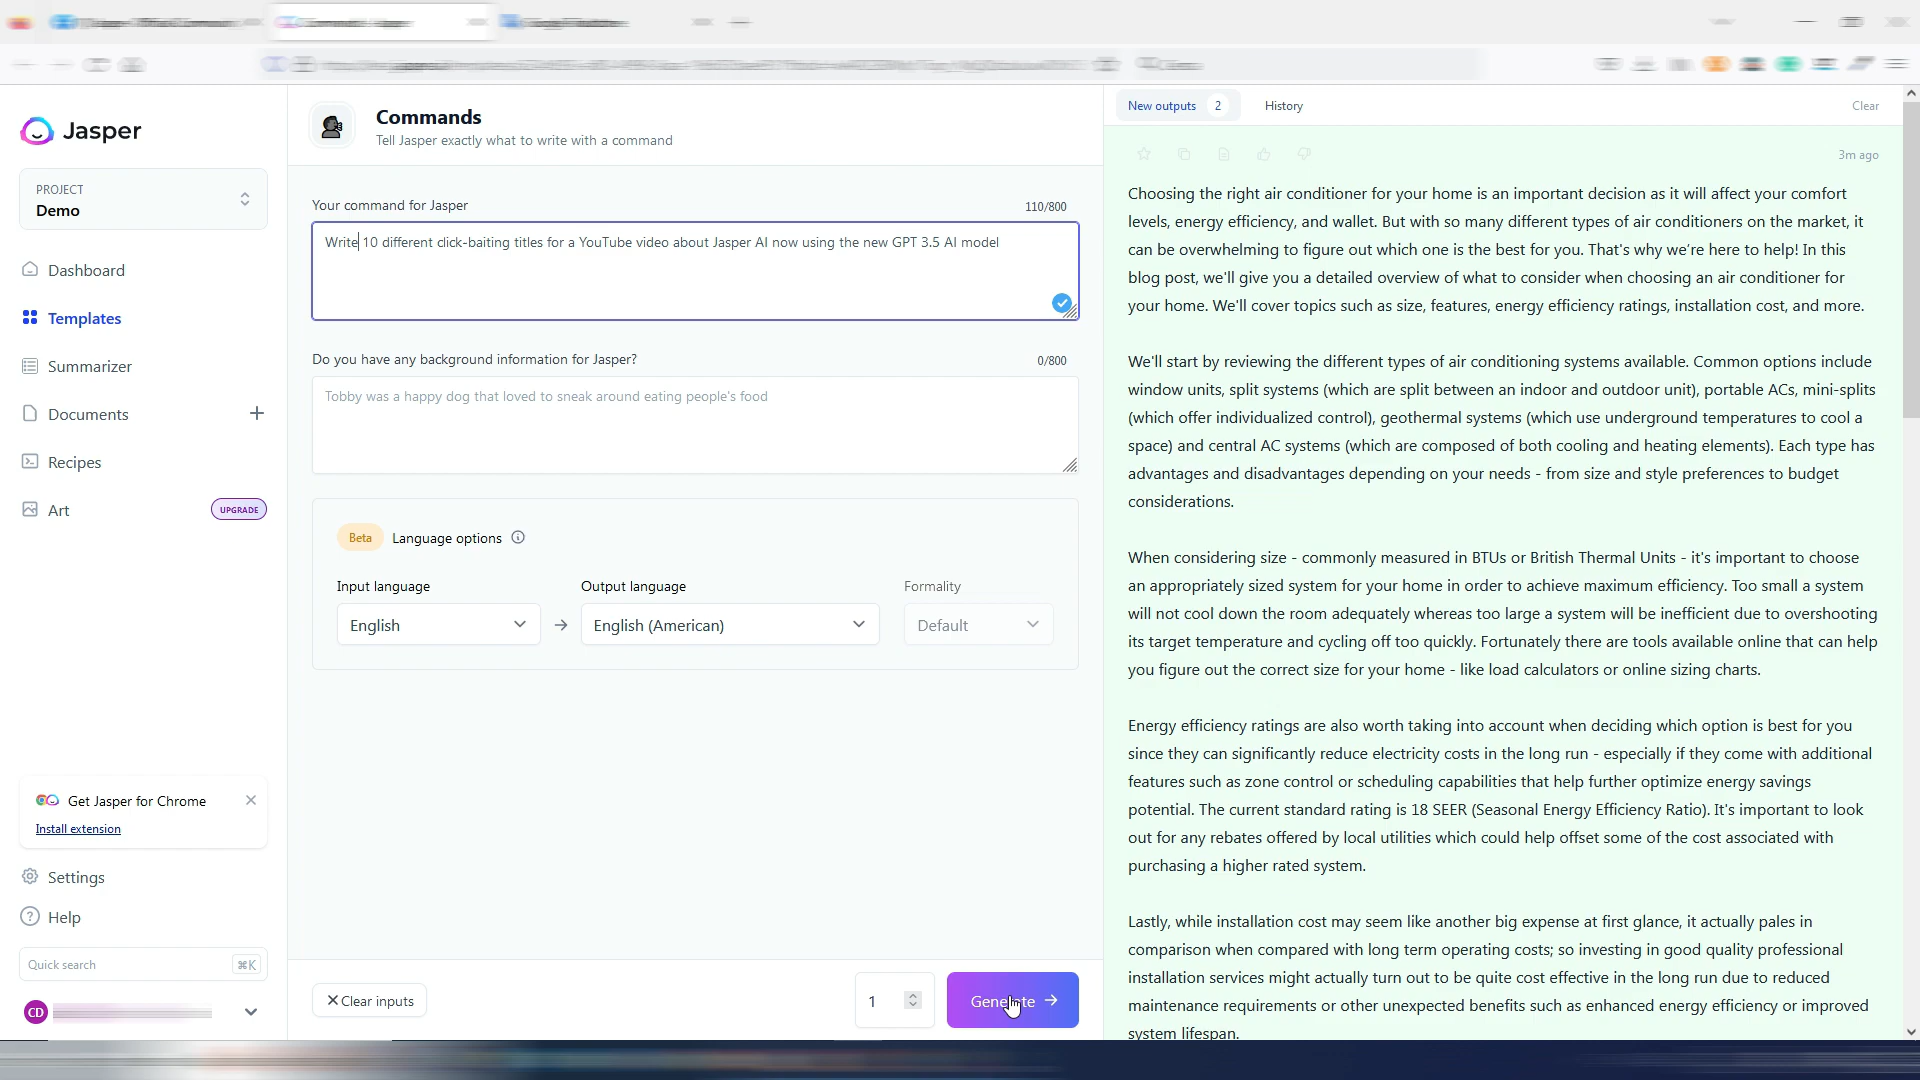 Jasper
PROJECT
Demo
Dashboard
Templates
Summarizer
Documents
Recipes
Art
UPGRADE
Get Jasper for Chrome
Install extension
Settings
Help
Quick search
⌘K
CD
Commands
Tell Jasper exactly what to write with a command
Your command for Jasper
110/800
Write 10 different click-baiting titles for a YouTube video about Jasper AI now using the new GPT 3.5 AI model
Do you have any background information for Jasper?
0/800
Tobby was a happy dog that loved to sneak around eating people's food
Beta Language options
Input language
Output language
Formality
English
English (American)
Default
Clear inputs
1
Generate
New outputs 2
History
Clear
3m ago
Choosing the right air conditioner for your home is an important decision as it will affect your comfort
levels, energy efficiency, and wallet. But with so many different types of air conditioners on the market, it
can be overwhelming to figure out which one is the best for you. That's why we're here to help! In this
blog post, we'll give you a detailed overview of what to consider when choosing an air conditioner for
your home. We'll cover topics such as size, features, energy efficiency ratings, installation cost, and more.
We'll start by reviewing the different types of air conditioning systems available. Common options include
window units, split systems (which are split between an indoor and outdoor unit), portable ACs, mini-splits
(which offer individualized control), geothermal systems (which use underground temperatures to cool a
space) and central AC systems (which are composed of both cooling and heating elements). Each type has
advantages and disadvantages depending on your needs - from size and style preferences to budget
considerations.
When considering size - commonly measured in BTUs or British Thermal Units - it's important to choose
an appropriately sized system for your home in order to achieve maximum efficiency. Too small a system
will not cool down the room adequately whereas too large a system will be inefficient due to overshooting
its target temperature and cycling off too quickly. Fortunately there are tools available online that can help
you figure out the correct size for your home - like load calculators or online sizing charts.
Energy efficiency ratings are also worth taking into account when deciding which option is best for you
since they can significantly reduce electricity costs in the long run - especially if they come with additional
features such as zone control or scheduling capabilities that help further optimize energy savings
potential. The current standard rating is 18 SEER (Seasonal Energy Efficiency Ratio). It's important to look
out for any rebates offered by local utilities which could help offset some of the cost associated with
purchasing a higher rated system.
Lastly, while installation cost may seem like another big expense at first glance, it actually pales in
comparison when compared with long term operating costs; so investing in good quality professional
installation services might actually turn out to be quite cost effective in the long run due to reduced
maintenance requirements or other unexpected benefits such as enhanced energy efficiency or improved
system lifespan.